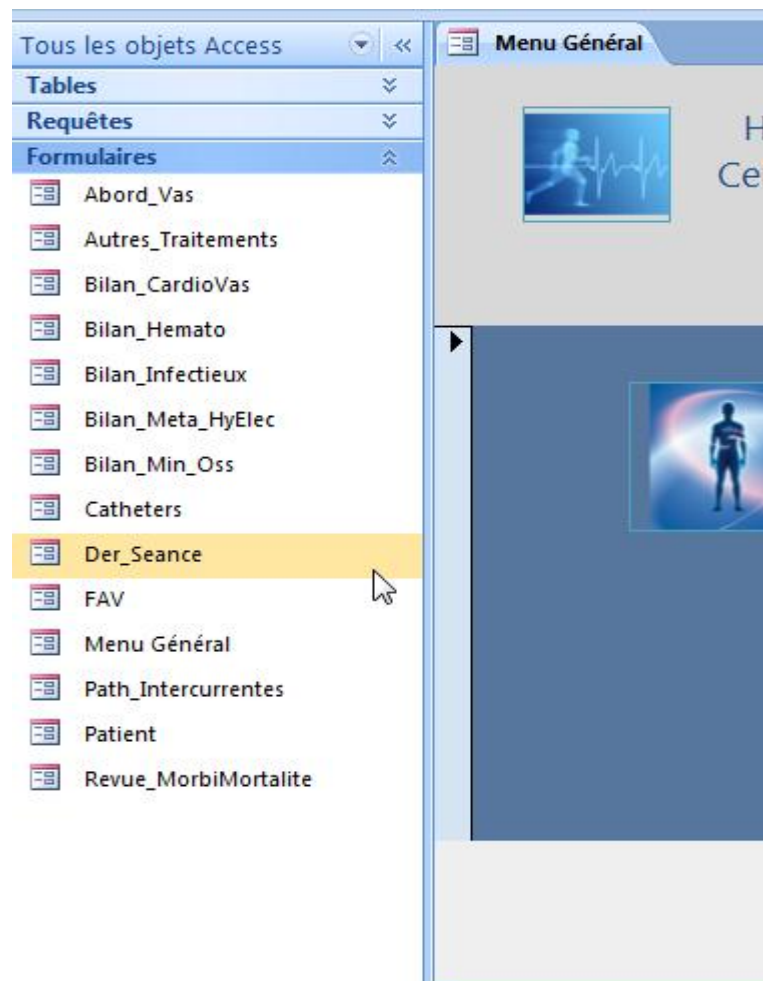 Tous les objets Access
Menu Général
Tables
Requêtes
Formulaires
Abord_Vas
Autres_Traitements
Bilan_CardioVas
Bilan_Hemato
Bilan_Infectieux
Bilan_Meta_HyElec
Bilan_Min_Oss
Catheters
Der_Seance
FAV
Menu Général
Path_Intercurrentes
Patient
Revue_MorbiMortalite
H
Ce